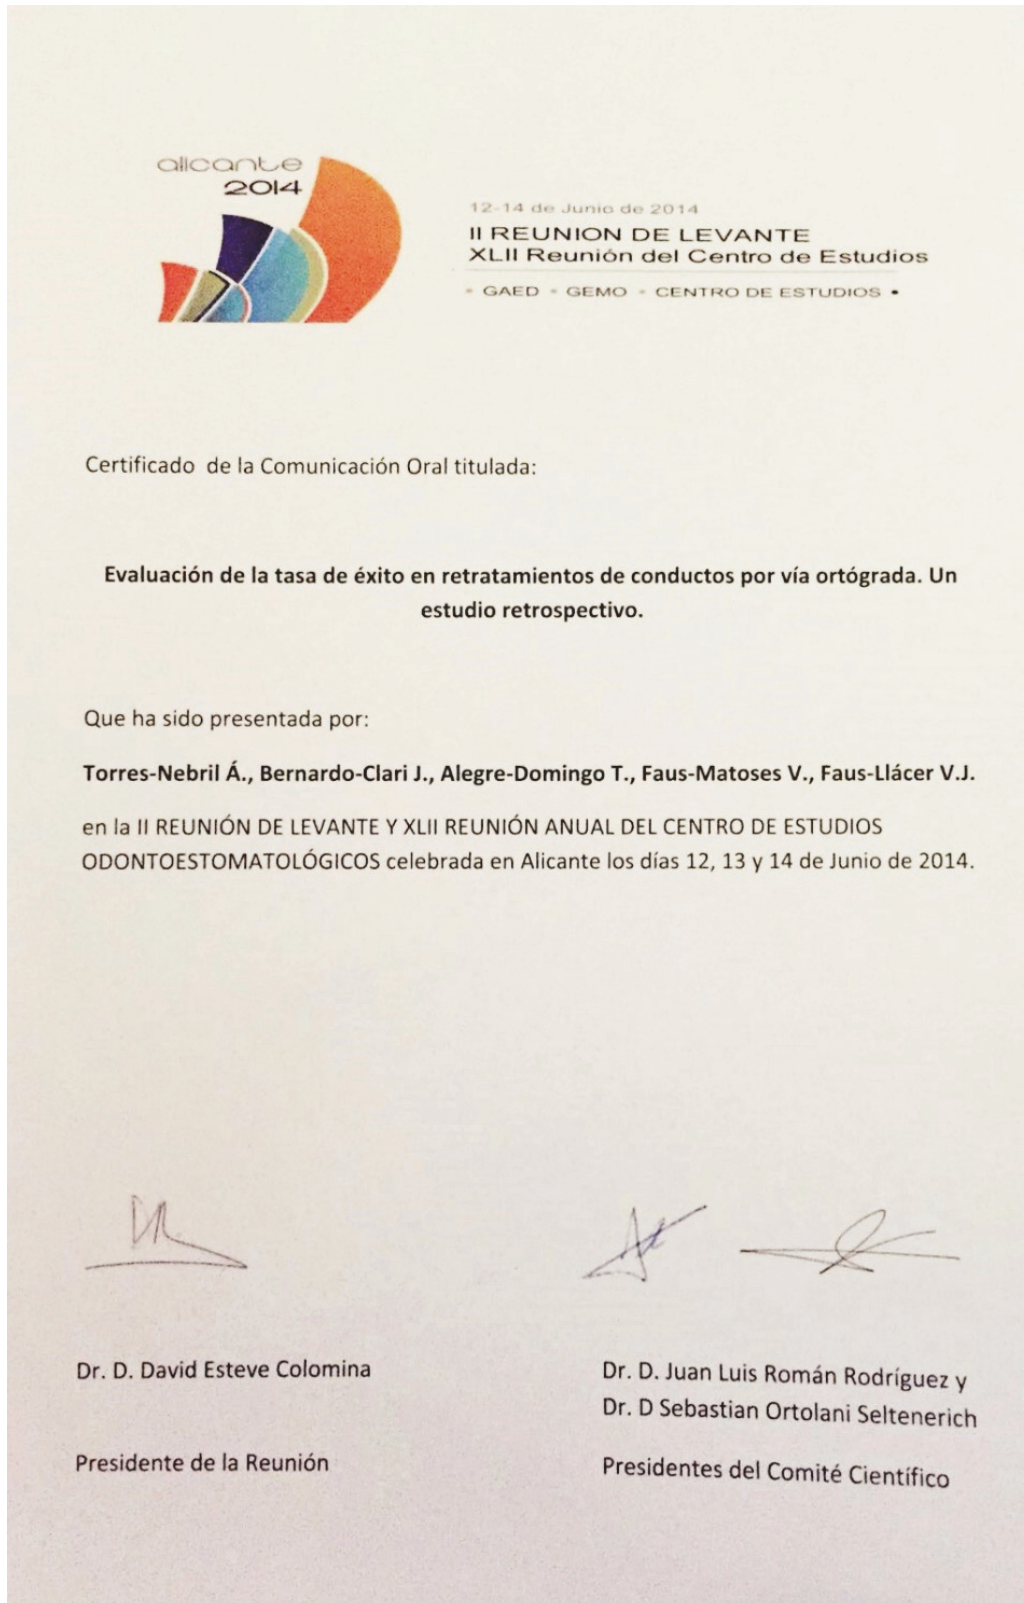 alicante
2014
12-14 de Junio de 2014
II REUNION DE LEVANTE
XLII Reunión del Centro de Estudios
• GAED • GEMO • CENTRO DE ESTUDIOS •
Certificado de la Comunicación Oral titulada:
Evaluación de la tasa de éxito en retratamientos de conductos por vía ortógrada. Un
estudio retrospectivo.
Que ha sido presentada por:
Torres-Nebril Á., Bernardo-Clari J., Alegre-Domingo T., Faus-Matoses V., Faus-Llácer V.J.
en la II REUNIÓN DE LEVANTE Y XLII REUNIÓN ANUAL DEL CENTRO DE ESTUDIOS
ODONTOESTOMATOLÓGICOS celebrada en Alicante los días 12, 13 y 14 de Junio de 2014.
Dr. D. David Esteve Colomina
Presidente de la Reunión
Dr. D. Juan Luis Román Rodríguez y
Dr. D Sebastian Ortolani Seltenerich
Presidentes del Comité Científico